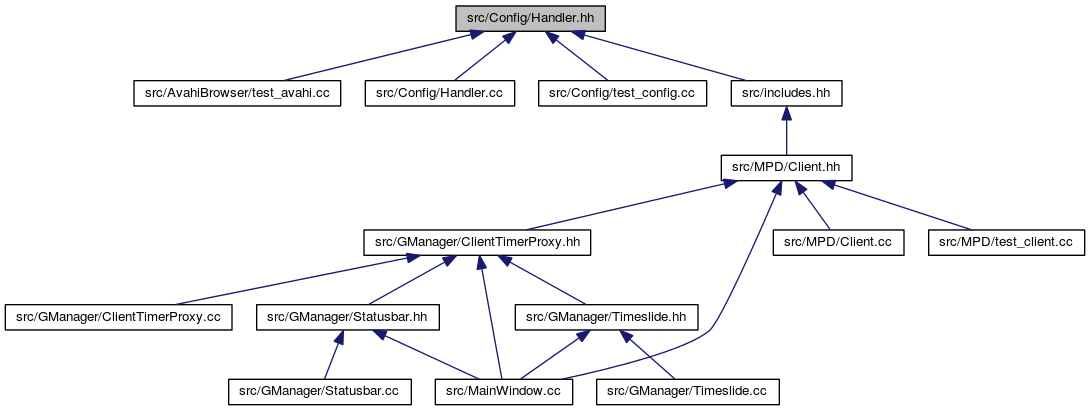 src/Config/Handler.hh
src/AvahiBrowser/test_avahi.cc
src/Config/Handler.cc
src/Config/test_config.cc
src/includes.hh
src/MPD/Client.hh
src/GManager/ClientTimerProxy.hh
src/MPD/Client.cc
src/MPD/test_client.cc
src/GManager/ClientTimerProxy.cc
src/GManager/Statusbar.hh
src/GManager/Timeslide.hh
src/GManager/Statusbar.cc
src/MainWindow.cc
src/GManager/Timeslide.cc